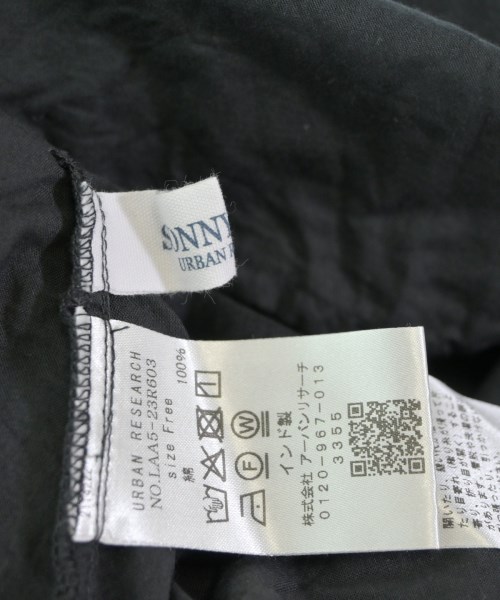 SONNY
URBAN R
URBAN RESEARCH
NO.LAA5-23R603
size Free
綿 100%
F W
インド製
株式会社 アーバンリサーチ
0120-967-013
3355